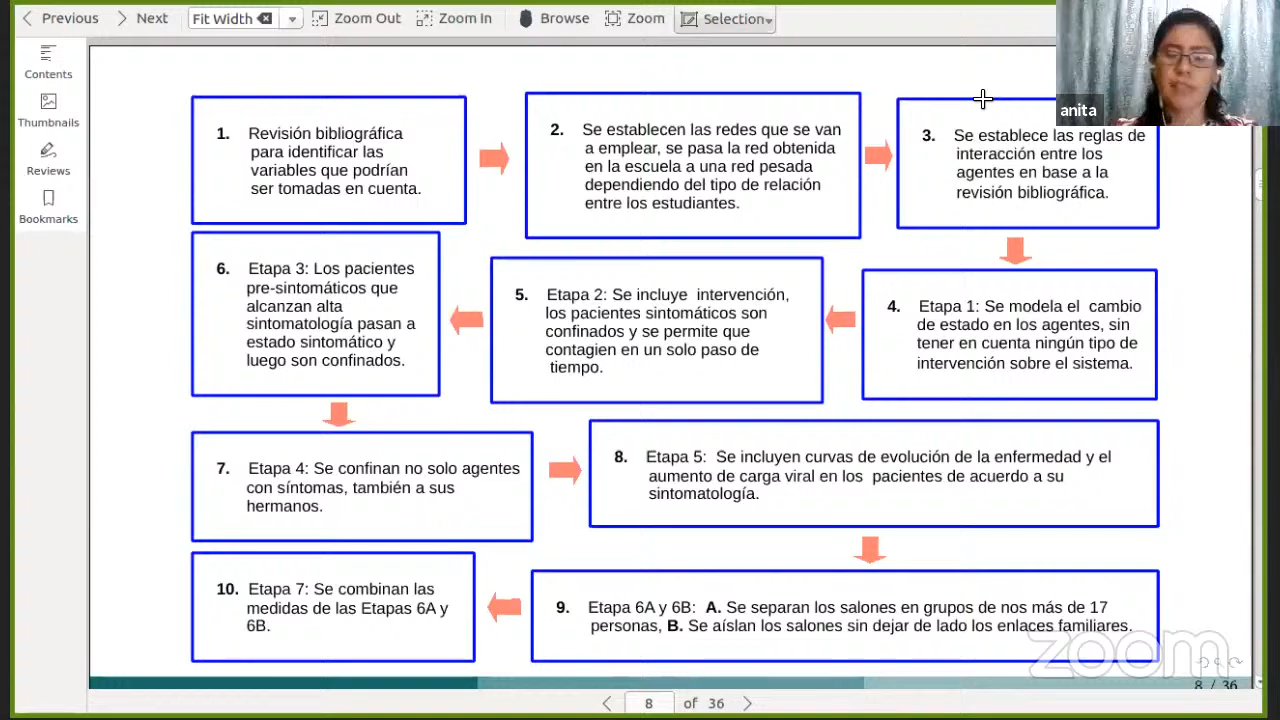 Previous
Next
Fit Width
Zoom Out
Zoom In
Browse
Zoom
Selection
Contents
Thumbnails
Reviews
Bookmarks
anita
1. Revisión bibliográfica
para identificar las
variables que podrían
ser tomadas en cuenta.
2. Se establecen las redes que se van
a emplear, se pasa la red obtenida
en la escuela a una red pesada
dependiendo del tipo de relación
entre los estudiantes.
3. Se establece las reglas de
interacción entre los
agentes en base a la
revisión bibliográfica.
4. Etapa 1: Se modela el cambio
de estado en los agentes, sin
tener en cuenta ningún tipo de
intervención sobre el sistema.
5. Etapa 2: Se incluye intervención,
los pacientes sintomáticos son
confinados y se permite que
contagien en un solo paso de
tiempo.
6. Etapa 3: Los pacientes
pre-sintomáticos que
alcanzan alta
sintomatología pasan a
estado sintomático y
luego son confinados.
7. Etapa 4: Se confinan no solo agentes
con síntomas, también a sus
hermanos.
8. Etapa 5: Se incluyen curvas de evolución de la enfermedad y el
aumento de carga viral en los pacientes de acuerdo a su
sintomatología.
9. Etapa 6A y 6B: A. Se separan los salones en grupos de nos más de 17
personas, B. Se aíslan los salones sin dejar de lado los enlaces familiares.
10. Etapa 7: Se combinan las
medidas de las Etapas 6A y
6B.
zoom
8 / 36
8 of 36